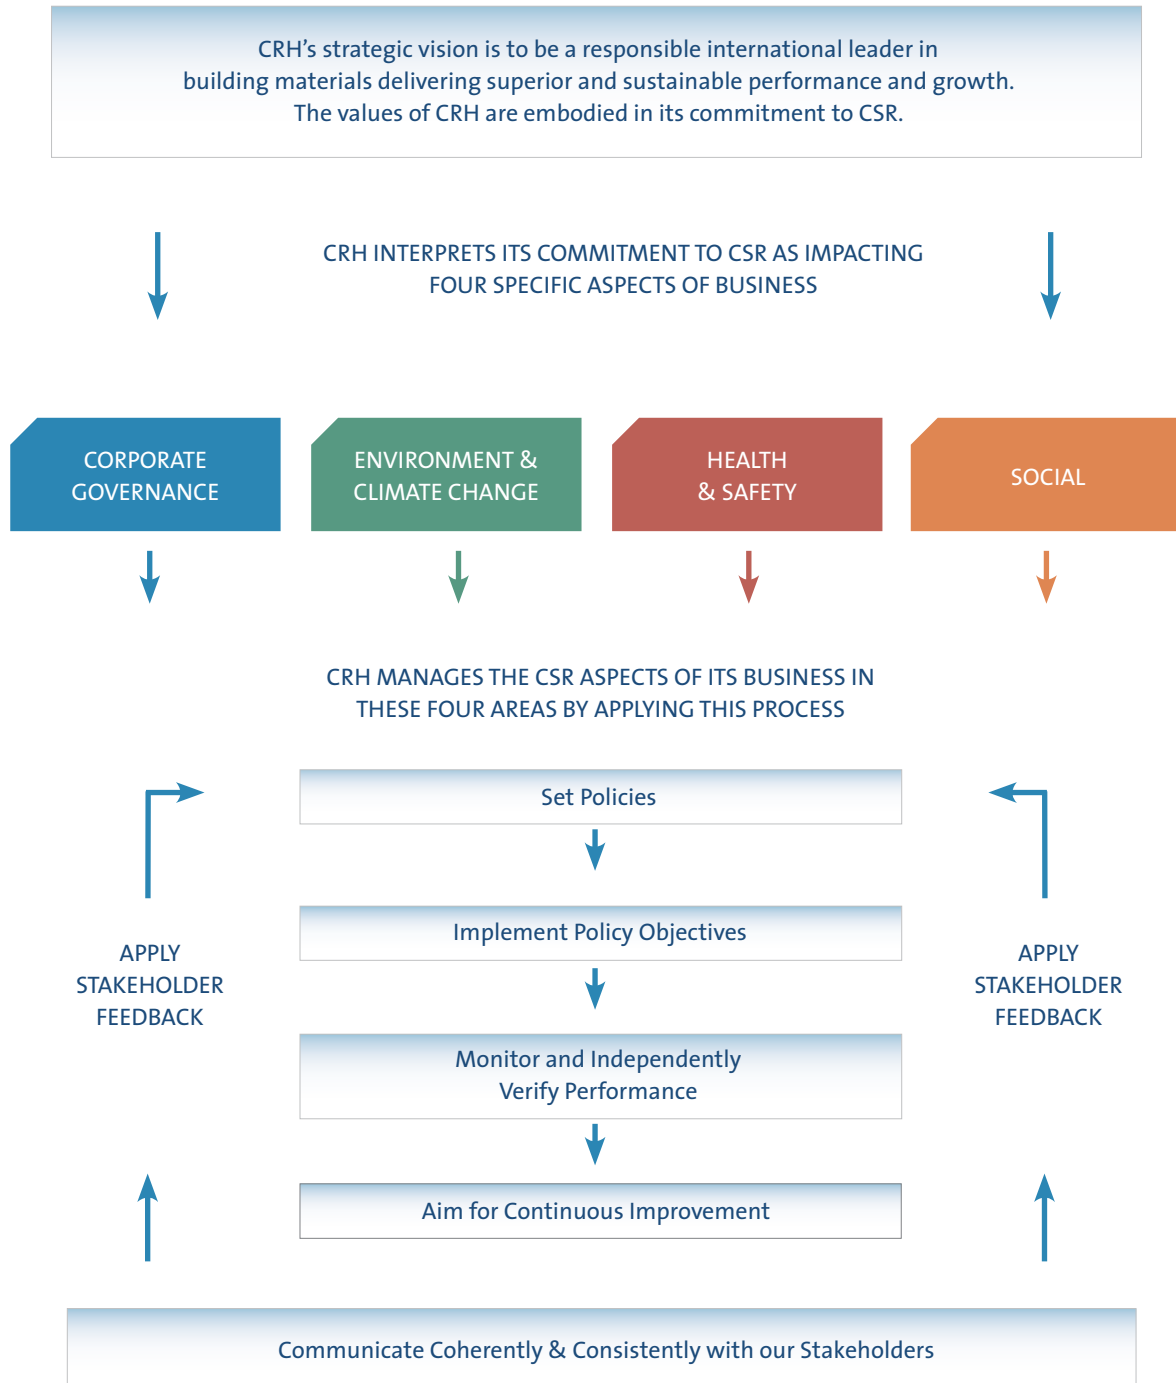 CRH’s strategic vision is to be a responsible international leader in
building materials delivering superior and sustainable performance and growth.
The values of CRH are embodied in its commitment to CSR.
CRH INTERPRETS ITS COMMITMENT TO CSR AS IMPACTING
FOUR SPECIFIC ASPECTS OF BUSINESS
CORPORATE
GOVERNANCE
ENVIRONMENT &
CLIMATE CHANGE
HEALTH
& SAFETY
SOCIAL
CRH MANAGES THE CSR ASPECTS OF ITS BUSINESS IN
THESE FOUR AREAS BY APPLYING THIS PROCESS
Set Policies
Implement Policy Objectives
APPLY
STAKEHOLDER
FEEDBACK
APPLY
STAKEHOLDER
FEEDBACK
Monitor and Independently
Verify Performance
Aim for Continuous Improvement
Communicate Coherently & Consistently with our Stakeholders